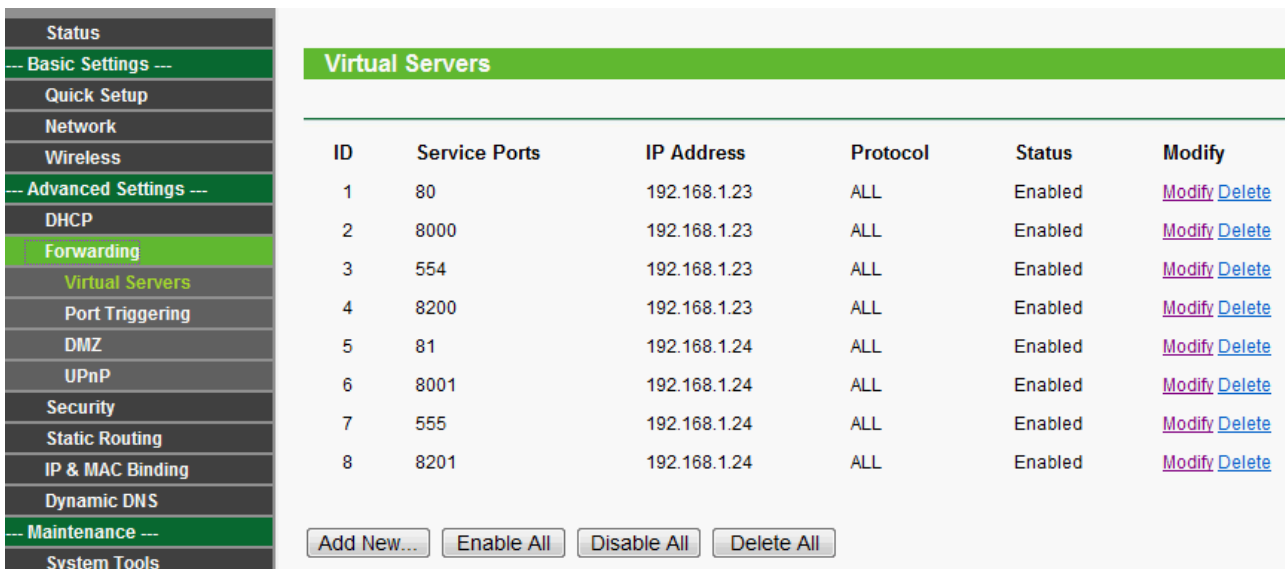 Status
--- Basic Settings ---
Quick Setup
Network
Wireless
--- Advanced Settings ---
DHCP
Forwarding
Virtual Servers
Port Triggering
DMZ
UPnP
Security
Static Routing
IP & MAC Binding
Dynamic DNS
--- Maintenance ---
System Tools
Virtual Servers
ID Service Ports IP Address Protocol Status Modify
1 80 192.168.1.23 ALL Enabled Modify Delete
2 8000 192.168.1.23 ALL Enabled Modify Delete
3 554 192.168.1.23 ALL Enabled Modify Delete
4 8200 192.168.1.23 ALL Enabled Modify Delete
5 81 192.168.1.24 ALL Enabled Modify Delete
6 8001 192.168.1.24 ALL Enabled Modify Delete
7 555 192.168.1.24 ALL Enabled Modify Delete
8 8201 192.168.1.24 ALL Enabled Modify Delete
Add New... Enable All Disable All Delete All